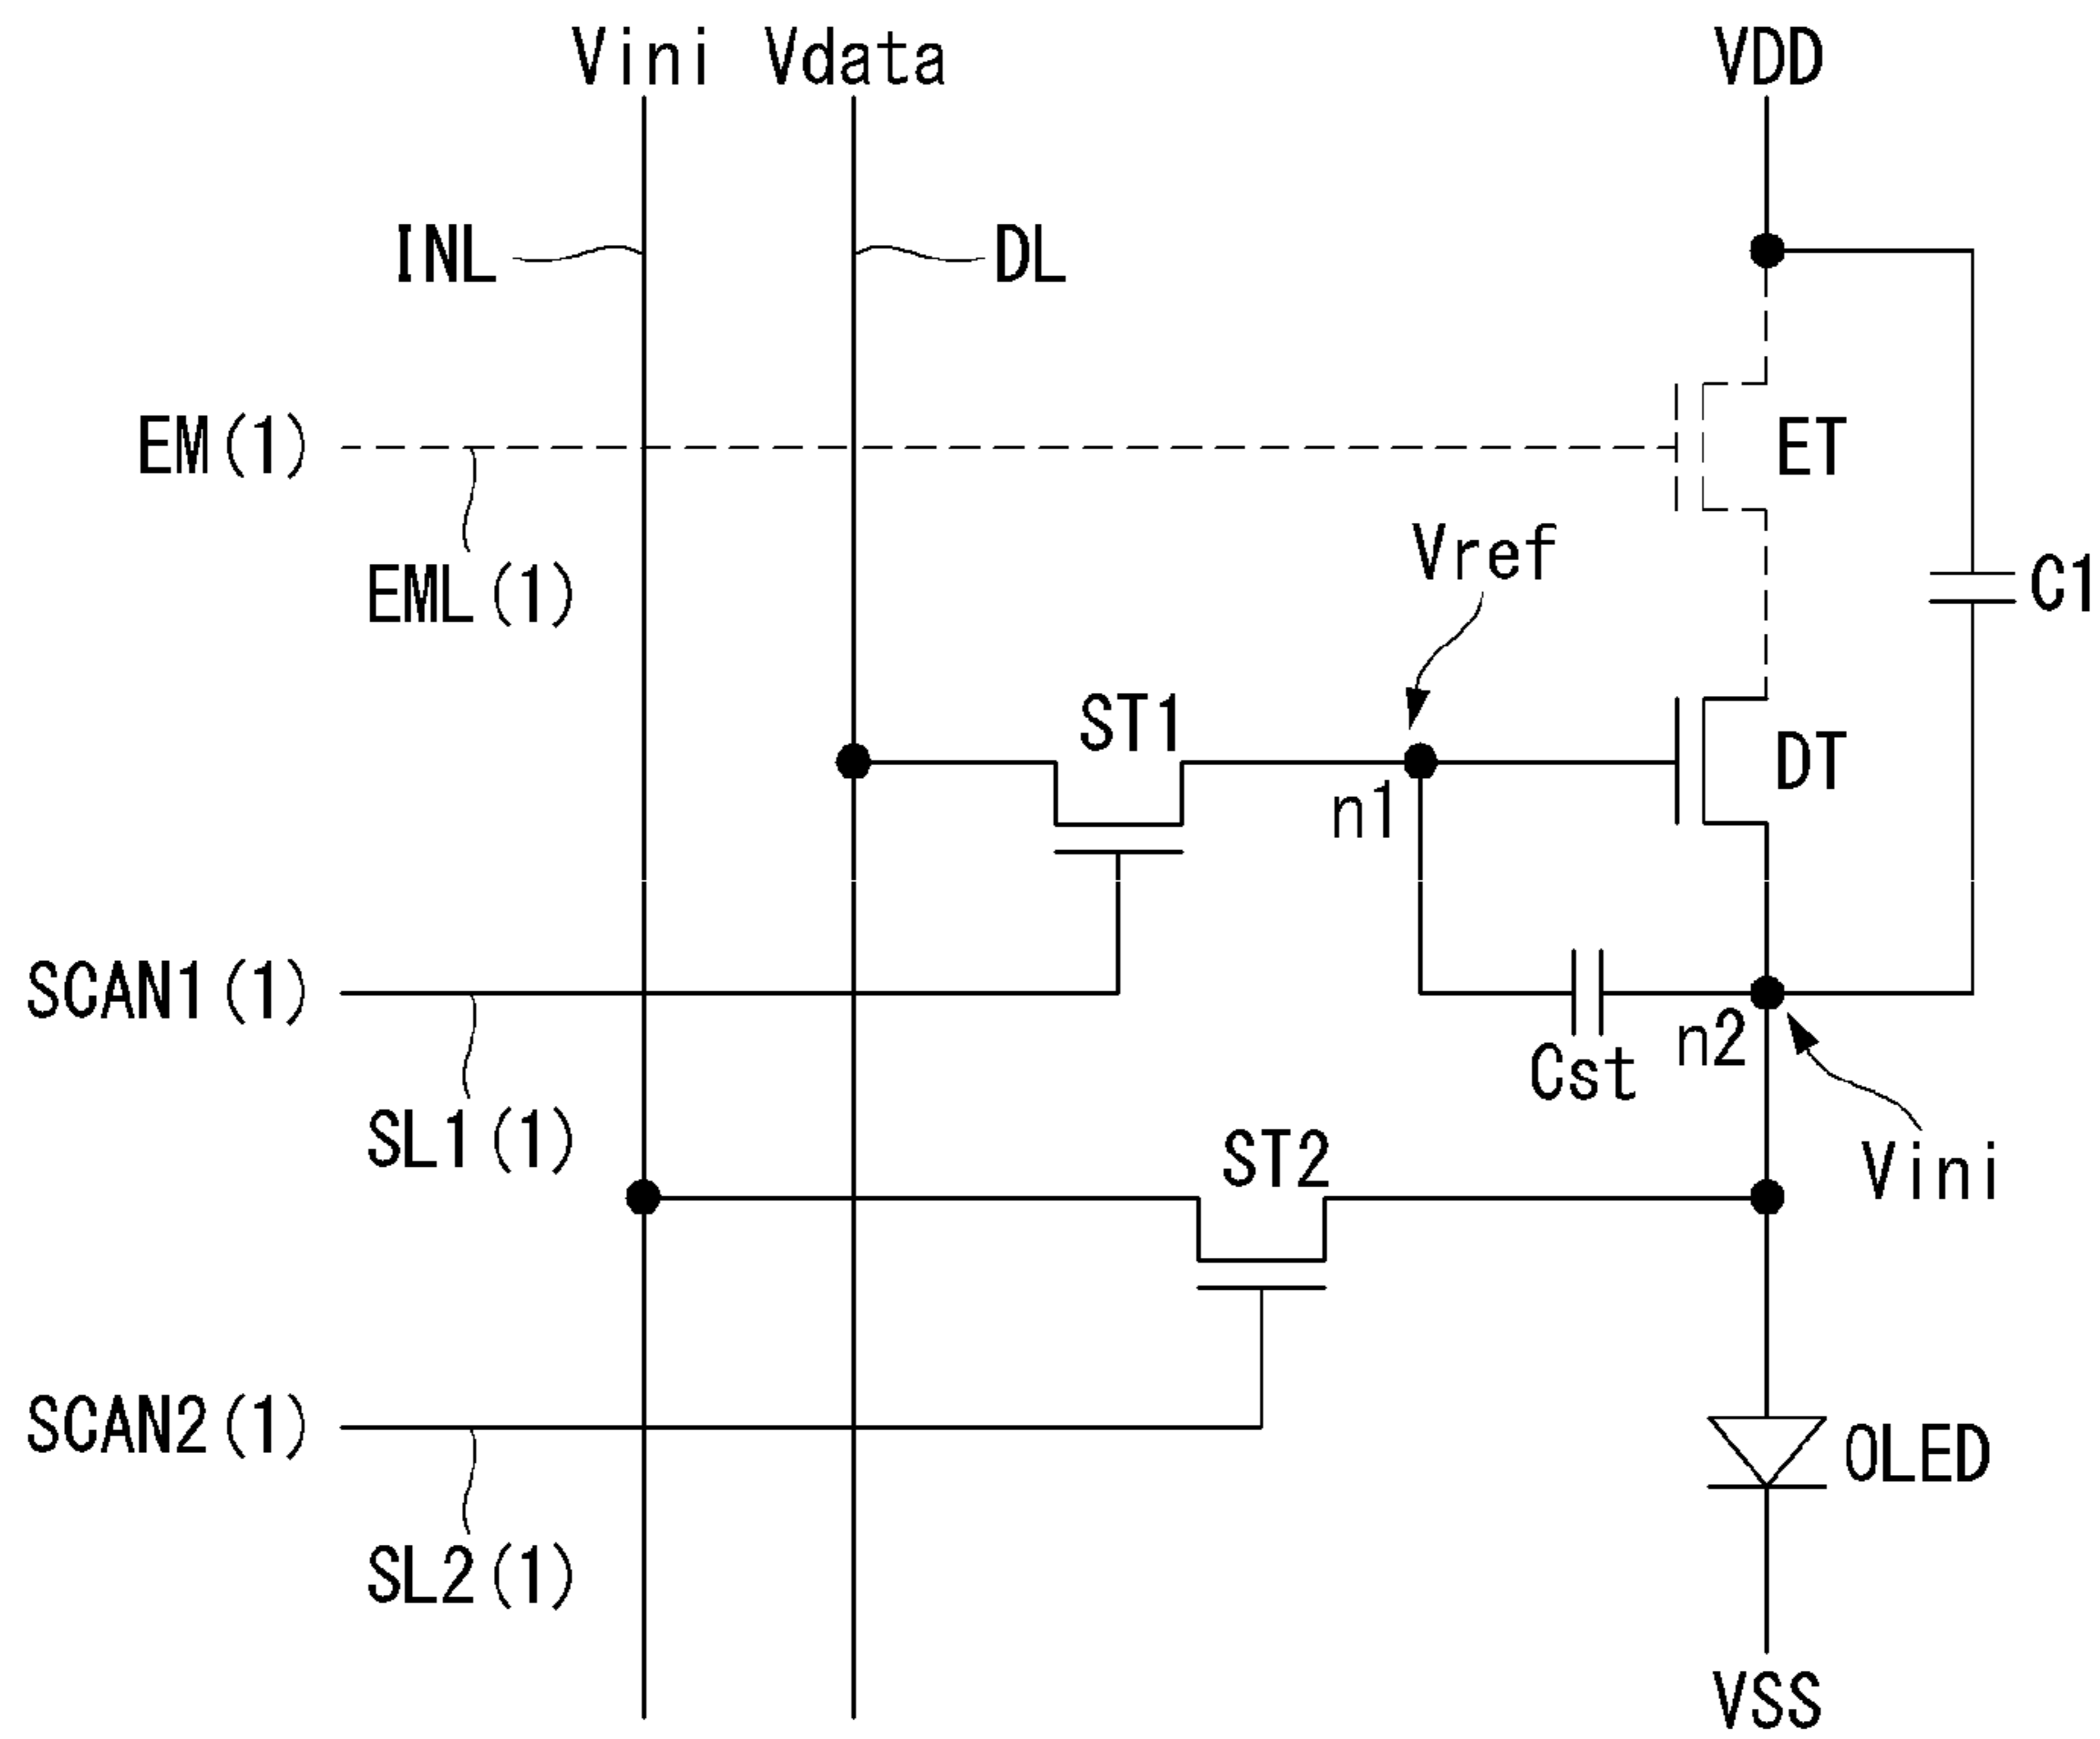 Vini Vdata VDD
INL DL
EM(1) ET
Vref
EML(1) C1
ST1
DT
n1
SCAN1(1)
n2
Cst
SL1(1) ST2 Vini
SCAN2(1) OLED
SL2(1)
VSS